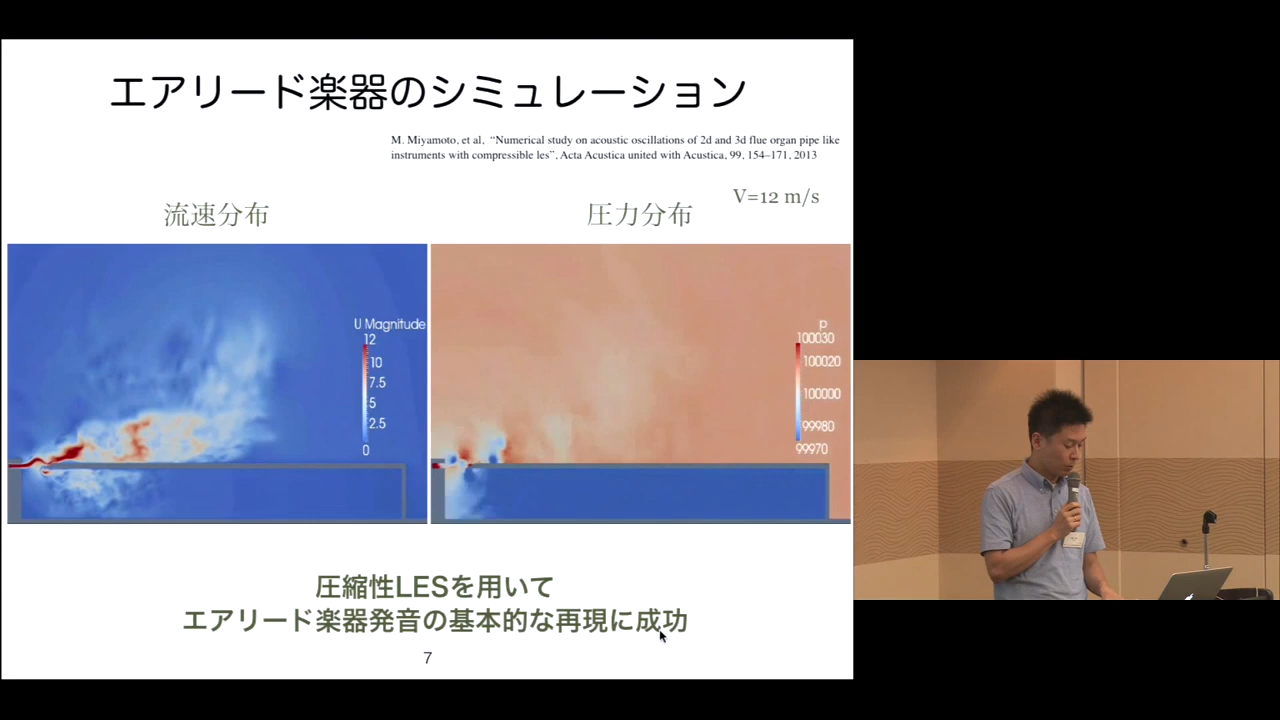 エアリード楽器のシミュレーション
M. Miyamoto, et al, “Numerical study on acoustic oscillations of 2d and 3d flue organ pipe like
instruments with compressible les”, Acta Acustica united with Acustica, 99, 154–171, 2013
V=12 m/s
流速分布
圧力分布
U Magnitude
12
10
7.5
5
2.5
0
p
100030
100020
100000
99980
99970
圧縮性LESを用いて
エアリード楽器発音の基本的な再現に成功
7